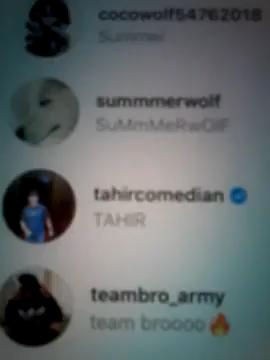 cocowolf54762018
Summer
summmerwolf
SuMmMeRwOlF
tahircomedian
TAHIR
teambro_army
team broooo🔥